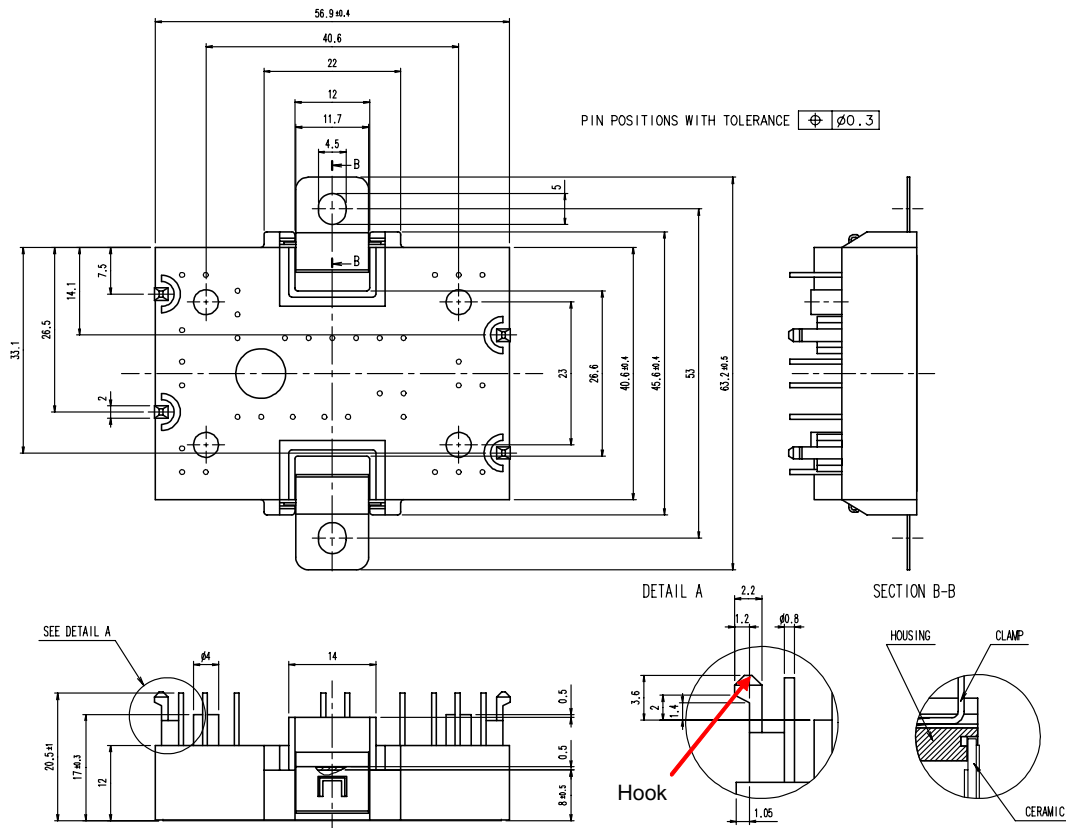 56.9±0.4
40.6
22
12
11.7
4.5
B
B
PIN POSITIONS WITH TOLERANCE ⌖ ø0.3
5
7.5
14.1
26.5
33.1
2
23
26.6
40.6±0.4
45.6±0.4
53
63.2±0.5
DETAIL A
SECTION B-B
2.2
1.2
ø0.8
3.6
2
1.4
1.05
Hook
HOUSING
CLAMP
CERAMIC
SEE DETAIL A
ø4
14
0.5
0.5
20.5±1
17±0.3
12
8±0.5